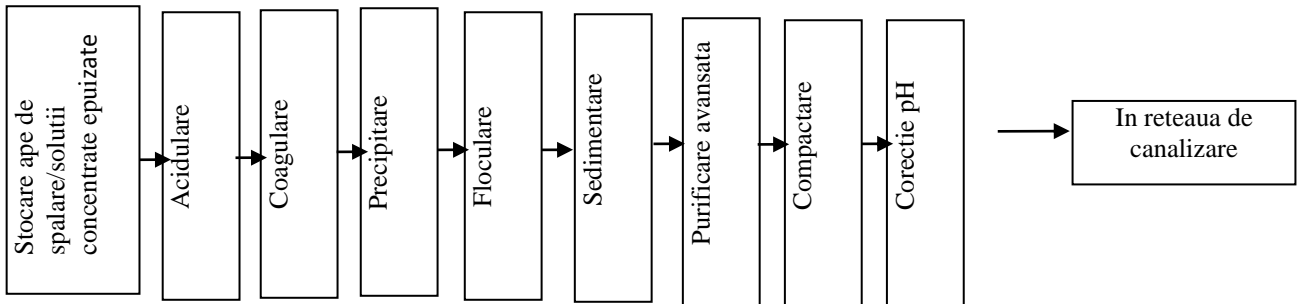 Stocare ape de
spalare/solutii
concentrate epuizate
Acidulare
Coagulare
Precipitare
Floculare
Sedimentare
Purificare avansata
Compactare
Corectie pH
In reteaua de
canalizare